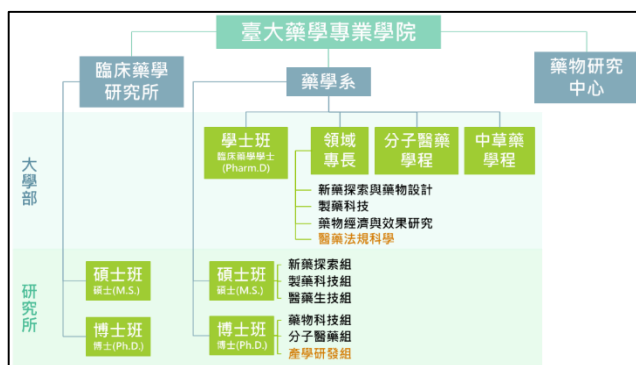 臺大藥學專業學院
臨床藥學
研究所
藥學系
藥物研究
中心
大學部
學士班
臨床藥學學士
(Pharm.D)
領域
專長
分子醫藥
學程
中草藥
學程
新藥探索與藥物設計
製藥科技
藥物經濟與效果研究
醫藥法規科學
研究所
碩士班
碩士(M.S.)
碩士班
碩士(M.S.)
新藥探索組
製藥科技組
醫藥生技組
博士班
博士(Ph.D.)
博士班
博士(Ph.D.)
藥物科技組
分子醫藥組
產學研發組